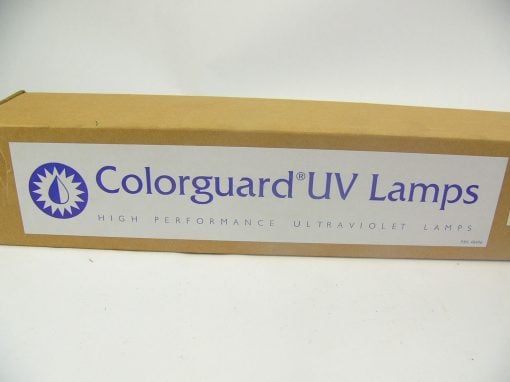 Colorguard® UV Lamps
HIGH PERFORMANCE ULTRAVIOLET LAMPS